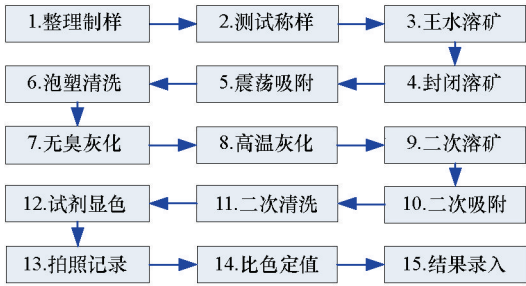 1.整理制样
2.测试称样
3.王水溶矿
6.泡塑清洗
5.震荡吸附
4.封闭溶矿
7.无臭灰化
8.高温灰化
9.二次溶矿
12.试剂显色
11.二次清洗
10.二次吸附
13.拍照记录
14.比色定值
15.结果录入